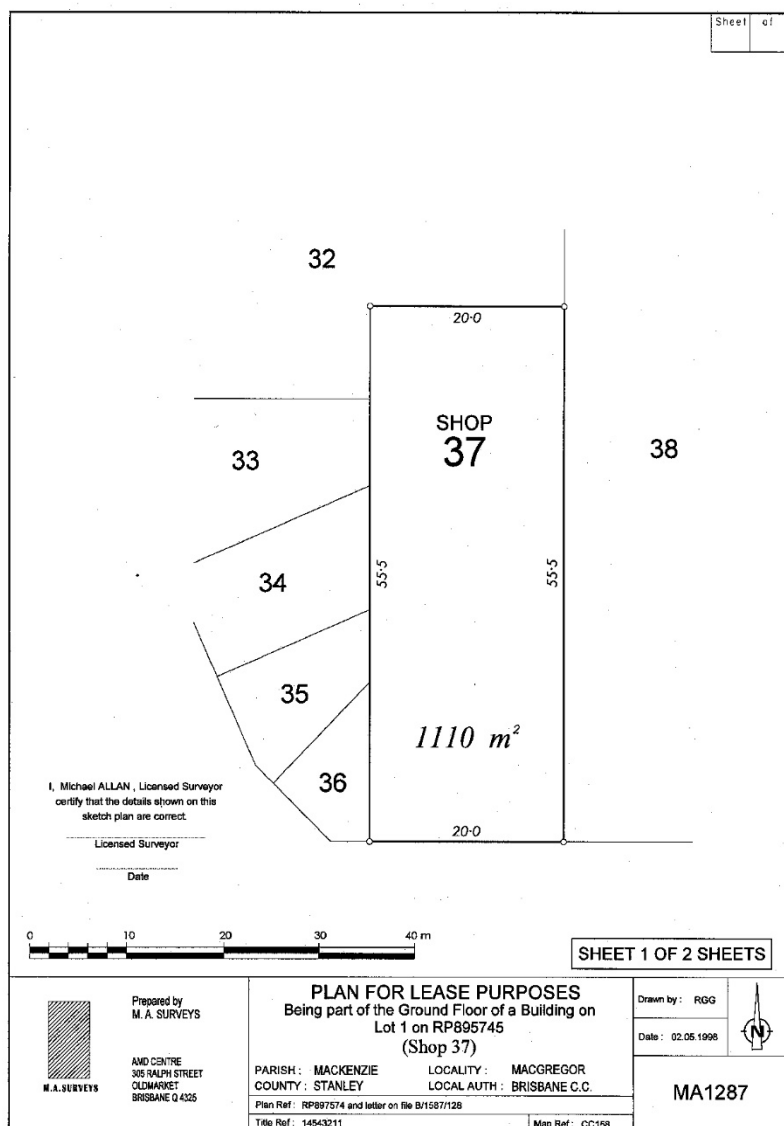 Sheet of
32
20·0
SHOP
37
33
38
34
55·5
55·5
35
1110 m²
36
I, Michael ALLAN , Licensed Surveyor
certify that the details shown on this
sketch plan are correct.
20·0
Licensed Surveyor
Date
0 10 20 30 40 m
SHEET 1 OF 2 SHEETS
M.A.SURVEYS
Prepared by
M. A. SURVEYS
AMD CENTRE
305 RALPH STREET
OLDMARKET
BRISBANE Q 4325
PLAN FOR LEASE PURPOSES
Being part of the Ground Floor of a Building on
Lot 1 on RP895745
(Shop 37)
PARISH : MACKENZIE LOCALITY : MACGREGOR
COUNTY : STANLEY LOCAL AUTH : BRISBANE C.C.
Plan Ref : RP897574 and letter on file B/1587/128
Title Ref : 14543211 Map Ref : CC168
Drawn by : RGG
Date : 02.05.1998
N
MA1287